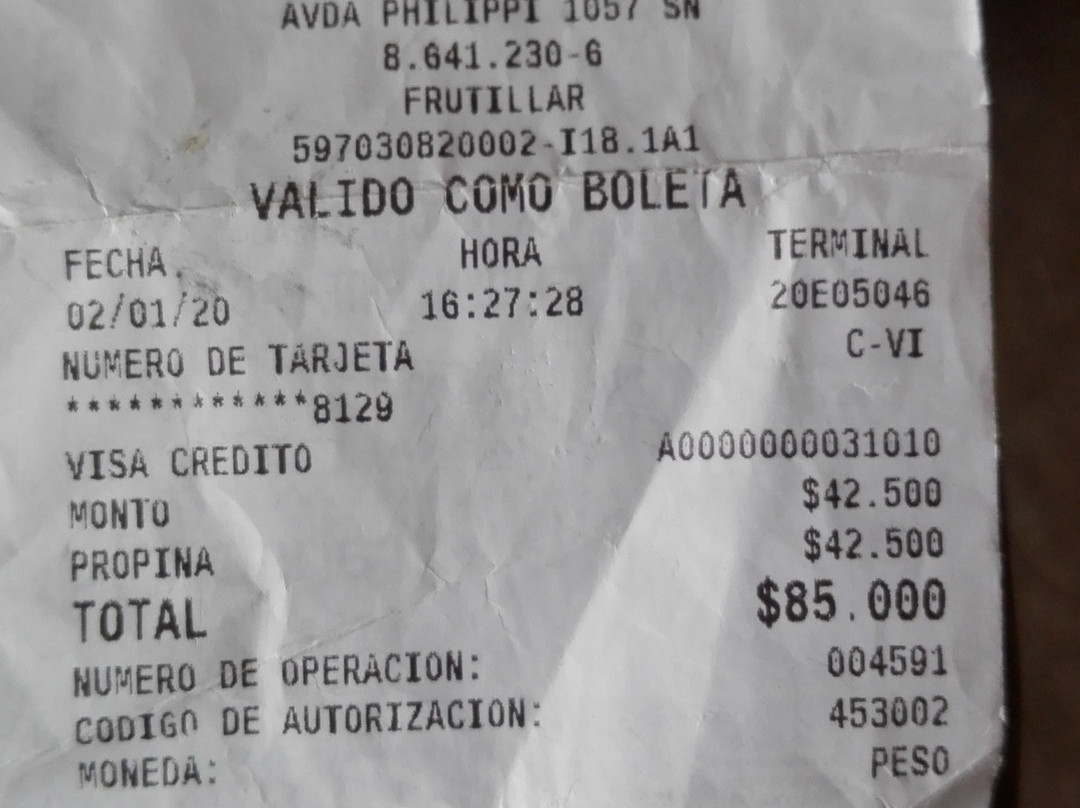 AVDA PHILIPPI 1057 SN
8.641.230-6
FRUTILLAR
597030820002-I18.1A1
VALIDO COMO BOLETA
FECHA HORA TERMINAL
02/01/20 16:27:28 20E05046
NUMERO DE TARJETA C-VI
************8129
VISA CREDITO A0000000031010
MONTO $42.500
PROPINA $42.500
TOTAL $85.000
NUMERO DE OPERACION: 004591
CODIGO DE AUTORIZACION: 453002
MONEDA: PESO